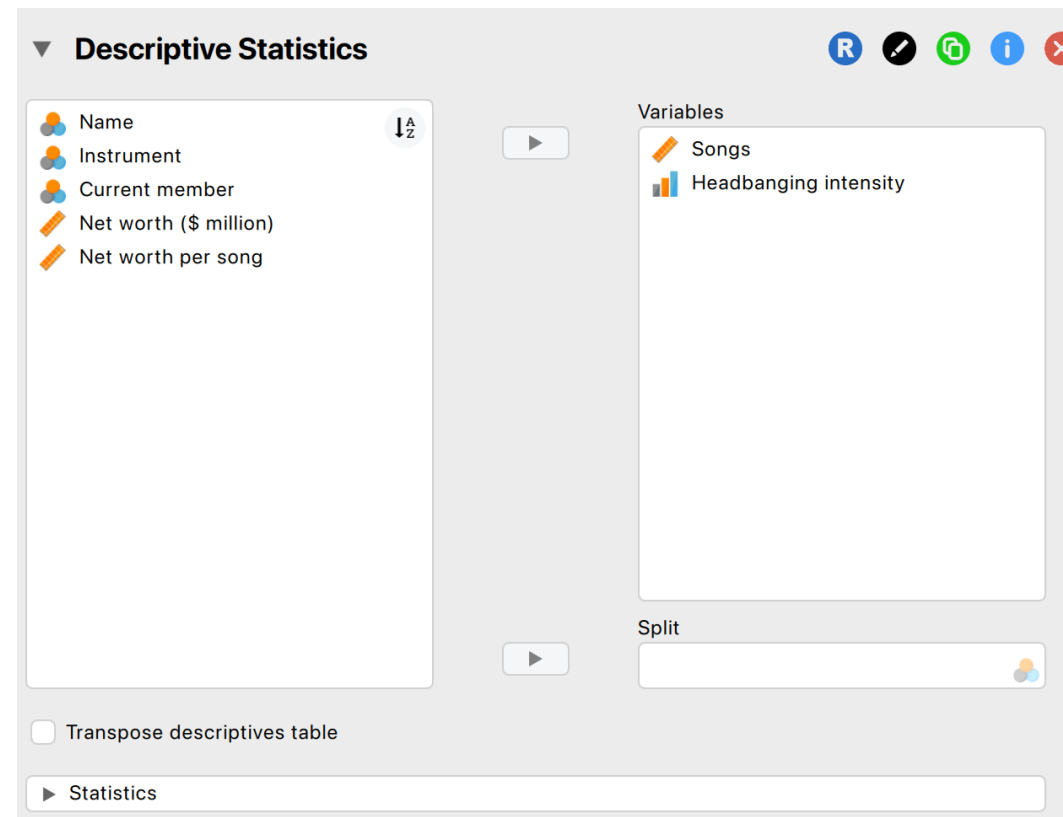 Descriptive Statistics
R
i
Name
A
Z
Instrument
Current member
Net worth ($ million)
Net worth per song
Variables
Songs
Headbanging intensity
Split
Transpose descriptives table
Statistics